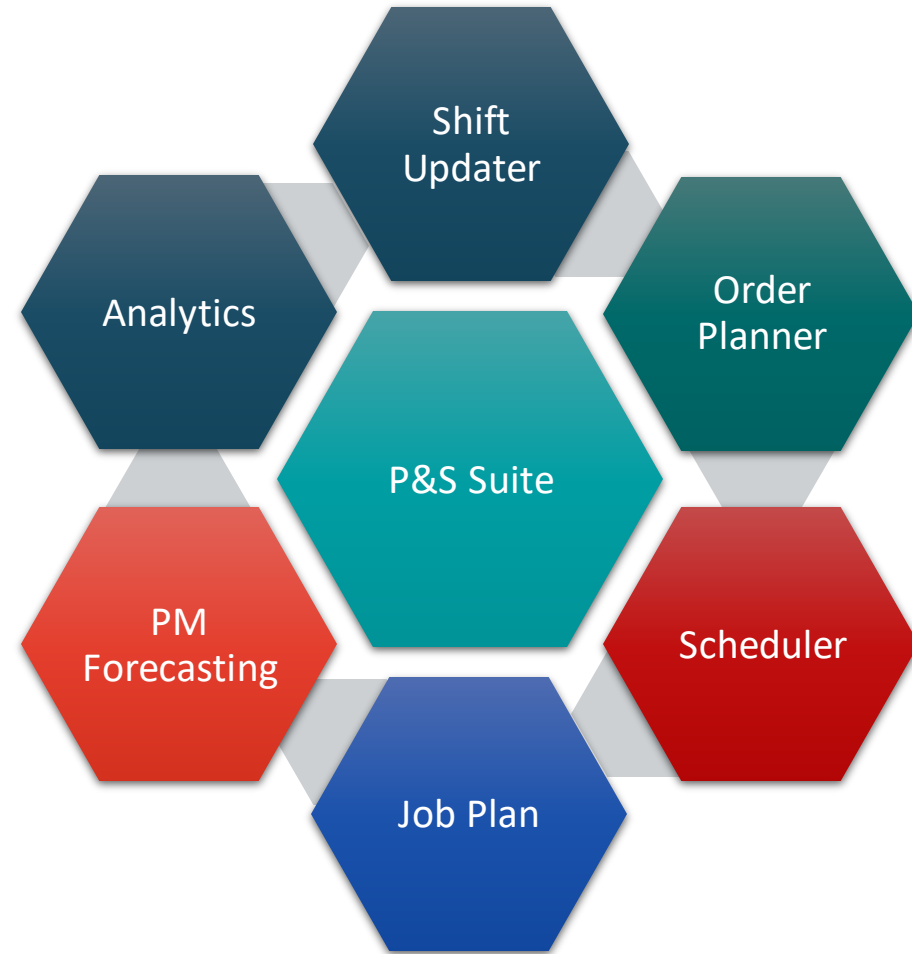 Shift
Updater
Analytics
Order
Planner
P&S Suite
PM
Forecasting
Scheduler
Job Plan